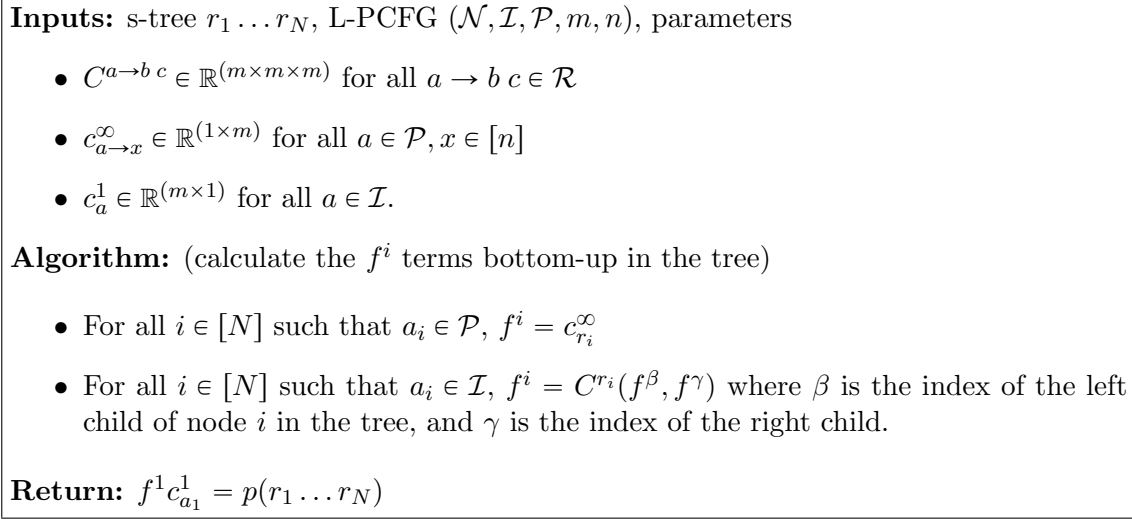 Inputs: s-tree r₁ … r_N, L-PCFG (𝒩, ℐ, 𝒫, m, n), parameters
• C^{a→b c} ∈ ℝ^{(m×m×m)} for all a → b c ∈ ℛ
• c^∞_{a→x} ∈ ℝ^{(1×m)} for all a ∈ 𝒫, x ∈ [n]
• c^1_a ∈ ℝ^{(m×1)} for all a ∈ ℐ.
Algorithm: (calculate the f^i terms bottom-up in the tree)
• For all i ∈ [N] such that a_i ∈ 𝒫, f^i = c^∞_{r_i}
• For all i ∈ [N] such that a_i ∈ ℐ, f^i = C^{r_i}(f^β, f^γ) where β is the index of the left
child of node i in the tree, and γ is the index of the right child.
Return: f^1 c^1_{a_1} = p(r₁ … r_N)